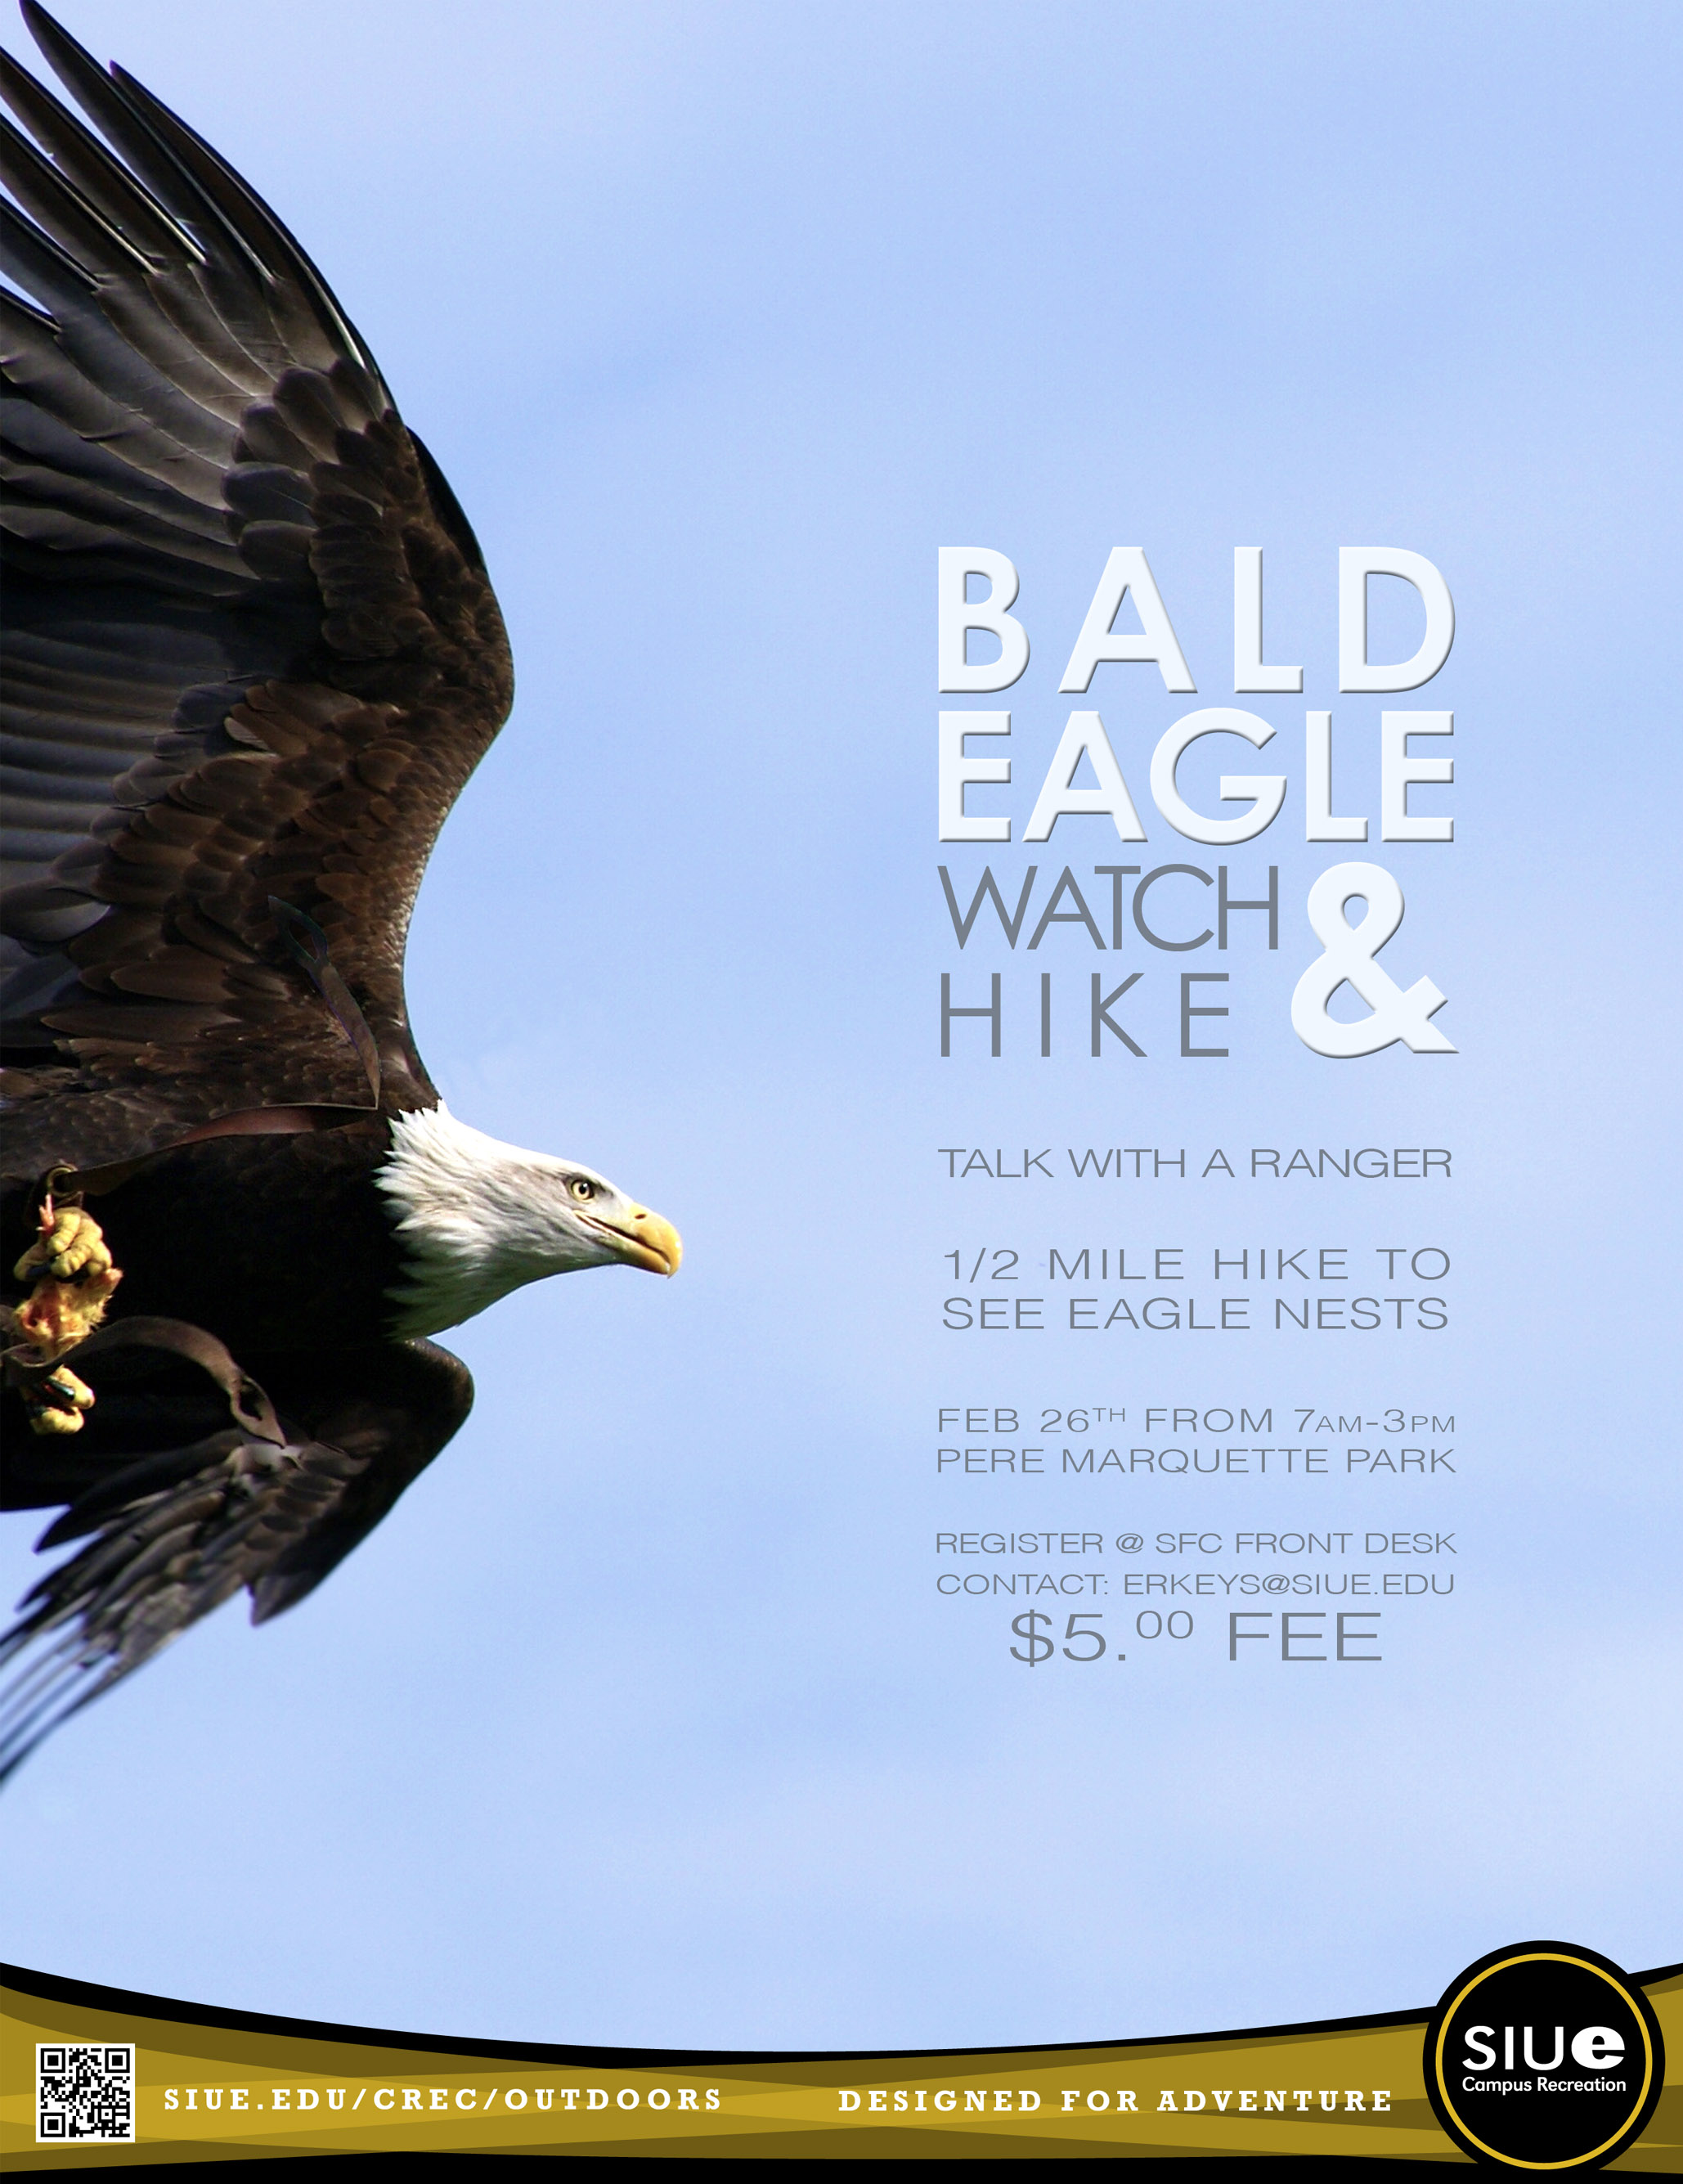 BALD
EAGLE
WATCH &
HIKE
TALK WITH A RANGER
1/2 MILE HIKE TO
SEE EAGLE NESTS
FEB 26TH FROM 7AM-3PM
PERE MARQUETTE PARK
REGISTER @ SFC FRONT DESK
CONTACT: ERKEYS@SIUE.EDU
$5.00 FEE
SIUE.EDU/CREC/OUTDOORS
DESIGNED FOR ADVENTURE
SIUe
Campus Recreation